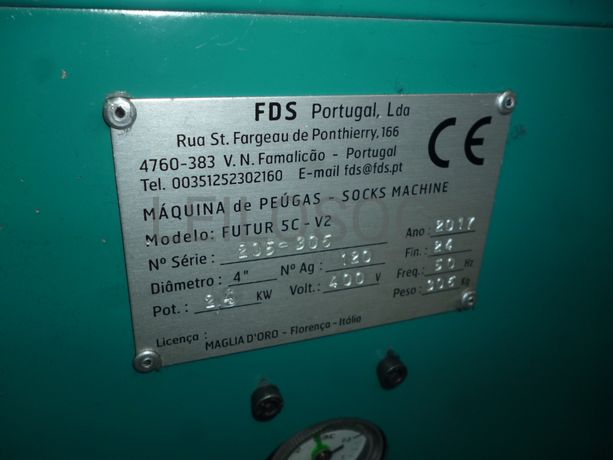 FDS Portugal, Lda
Rua St. Fargeau de Ponthierry, 166
4760-383 V. N. Famalicão - Portugal
Tel. 00351252302160 E-mail fds@fds.pt
CE
MÁQUINA de PEÚGAS - SOCKS MACHINE
LEILOSOC
Modelo: FUTUR 5C - V2
Nº Série : 205-306 Ano : 2017
Diâmetro : 4" Nº Ag : 120 Fin. : 24
Pot. : KW Volt. : 400 V Freq. : 50 Hz
Peso : Kg
Licença : MAGLIA D'ORO - Florença - Itália